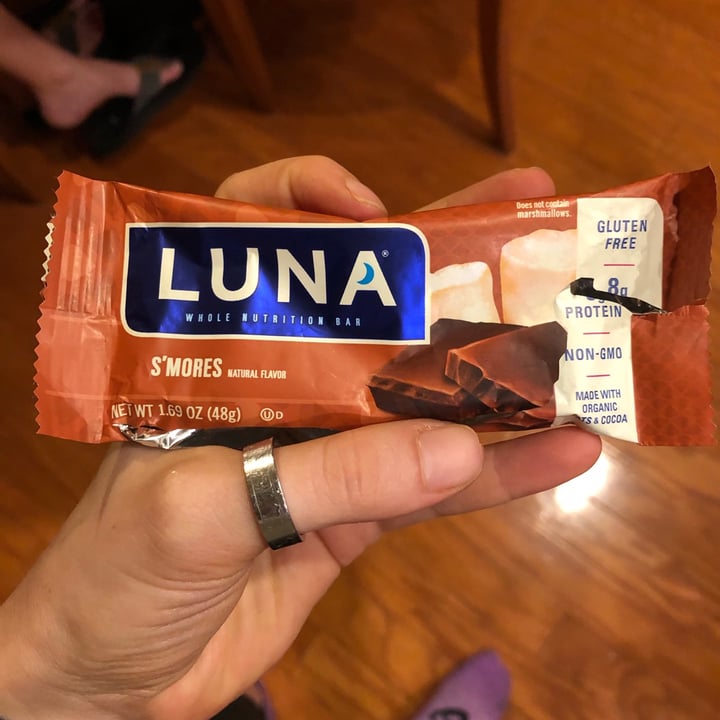 LUNA®
WHOLE NUTRITION BAR
S'MORES NATURAL FLAVOR
NET WT 1.69 OZ (48g) Ⓤ D
Does not contain
marshmallows.
GLUTEN
FREE
8g
PROTEIN
NON-GMO
MADE WITH
ORGANIC
& COCOA